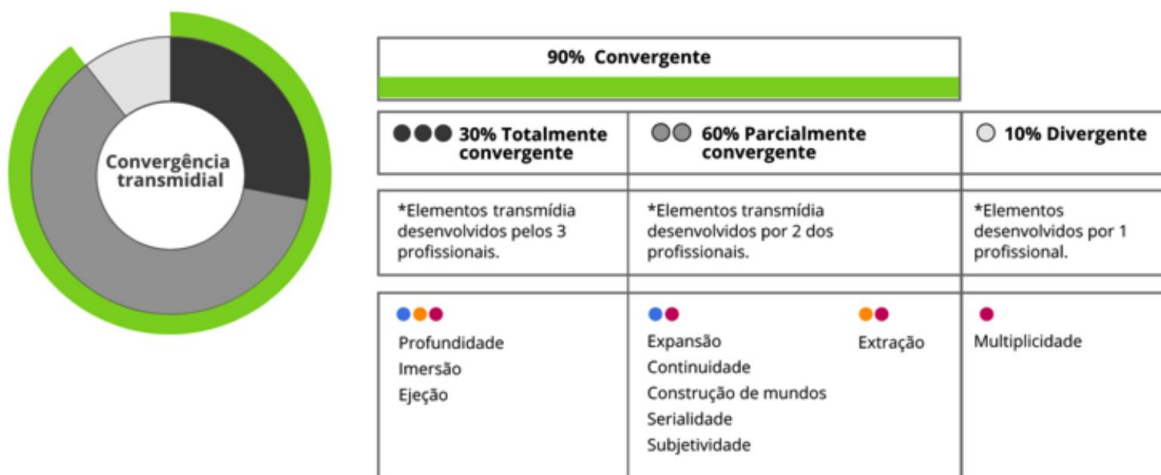 Convergência
transmidial
90% Convergente
30% Totalmente
convergente
60% Parcialmente
convergente
10% Divergente
*Elementos transmídia
desenvolvidos pelos 3
profissionais.
*Elementos transmídia
desenvolvidos por 2 dos
profissionais.
*Elementos
desenvolvidos por 1
profissional.
Profundidade
Imersão
Ejeção
Expansão
Continuidade
Construção de mundos
Serialidade
Subjetividade
Extração
Multiplicidade